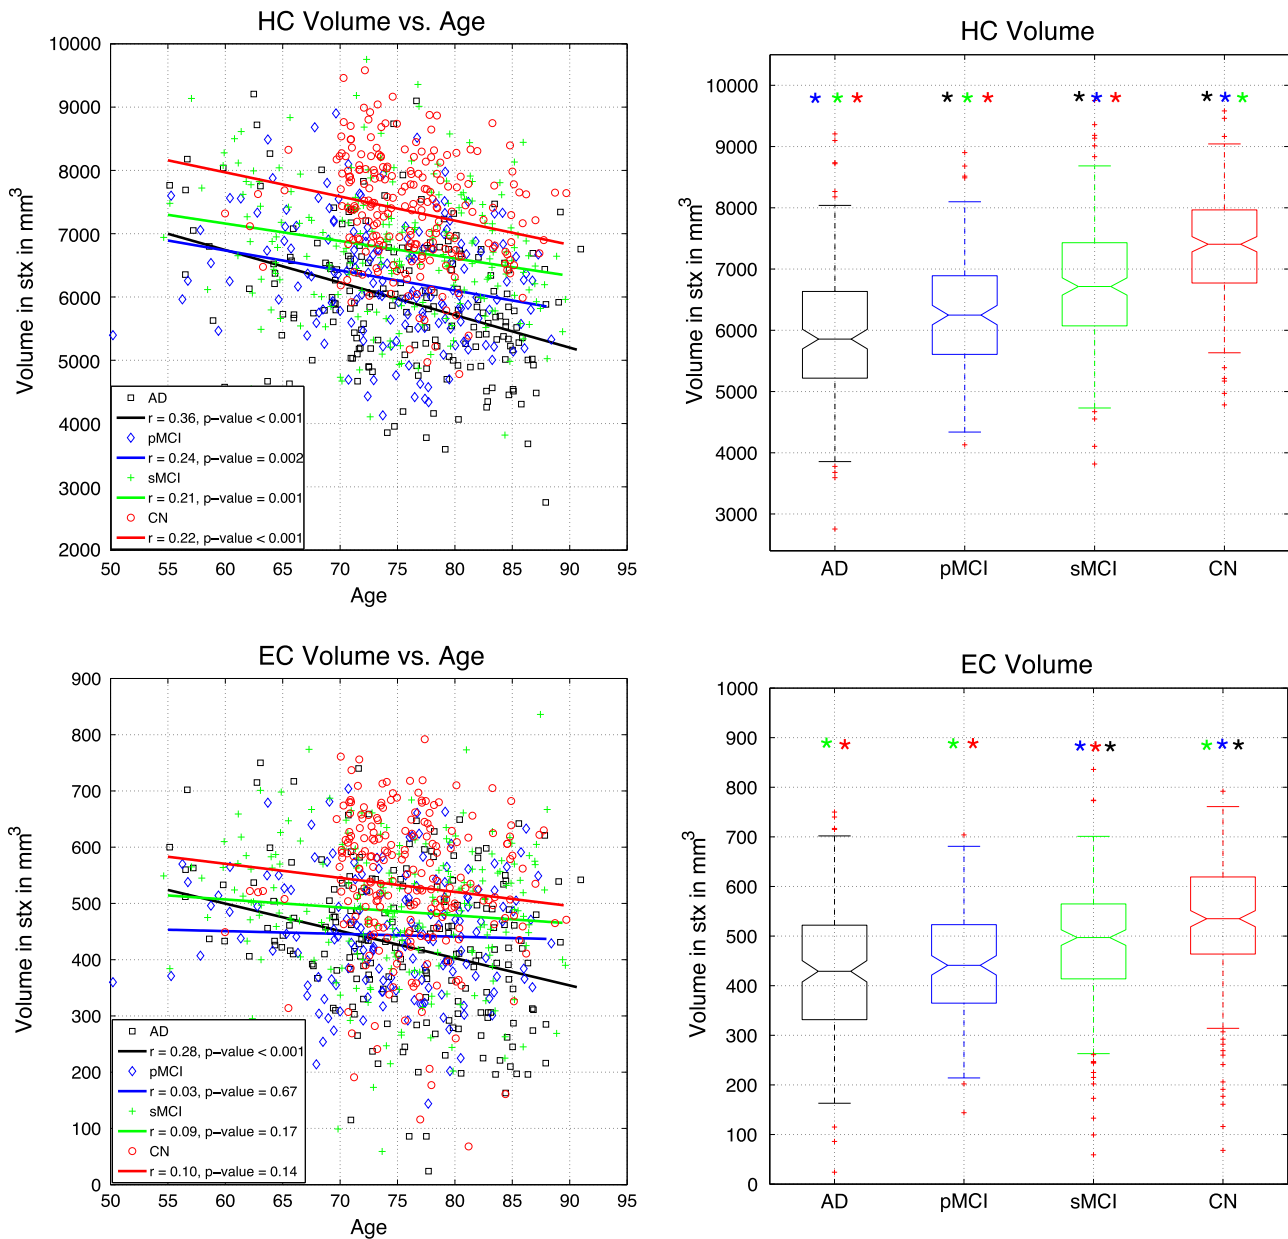 HC Volume vs. Age
10000
9000
8000
7000
6000
5000
4000
3000
2000
Volume in stx in mm³
AD
r = 0.36, p−value < 0.001
pMCI
r = 0.24, p−value = 0.002
sMCI
r = 0.21, p−value = 0.001
CN
r = 0.22, p−value < 0.001
50 55 60 65 70 75 80 85 90 95
Age
HC Volume
10000
9000
8000
7000
6000
5000
4000
3000
Volume in stx in mm³
* * * * * * * * * * * *
AD pMCI sMCI CN
EC Volume vs. Age
900
800
700
600
500
400
300
200
100
0
Volume in stx in mm³
AD
r = 0.28, p−value < 0.001
pMCI
r = 0.03, p−value = 0.67
sMCI
r = 0.09, p−value = 0.17
CN
r = 0.10, p−value = 0.14
50 55 60 65 70 75 80 85 90 95
Age
EC Volume
1000
900
800
700
600
500
400
300
200
100
0
Volume in stx in mm³
* * * * * * * * * *
AD pMCI sMCI CN